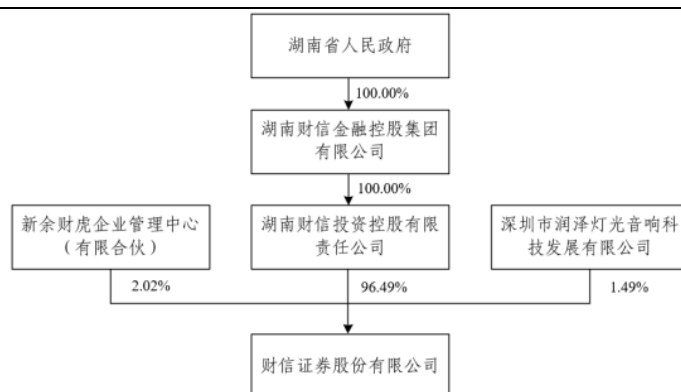 湖南省人民政府
100.00%
湖南财信金融控股集团
有限公司
100.00%
新余财虎企业管理中心
（有限合伙）
湖南财信投资控股有限
责任公司
深圳市润泽灯光音响科
技发展有限公司
2.02%
96.49%
1.49%
财信证券股份有限公司